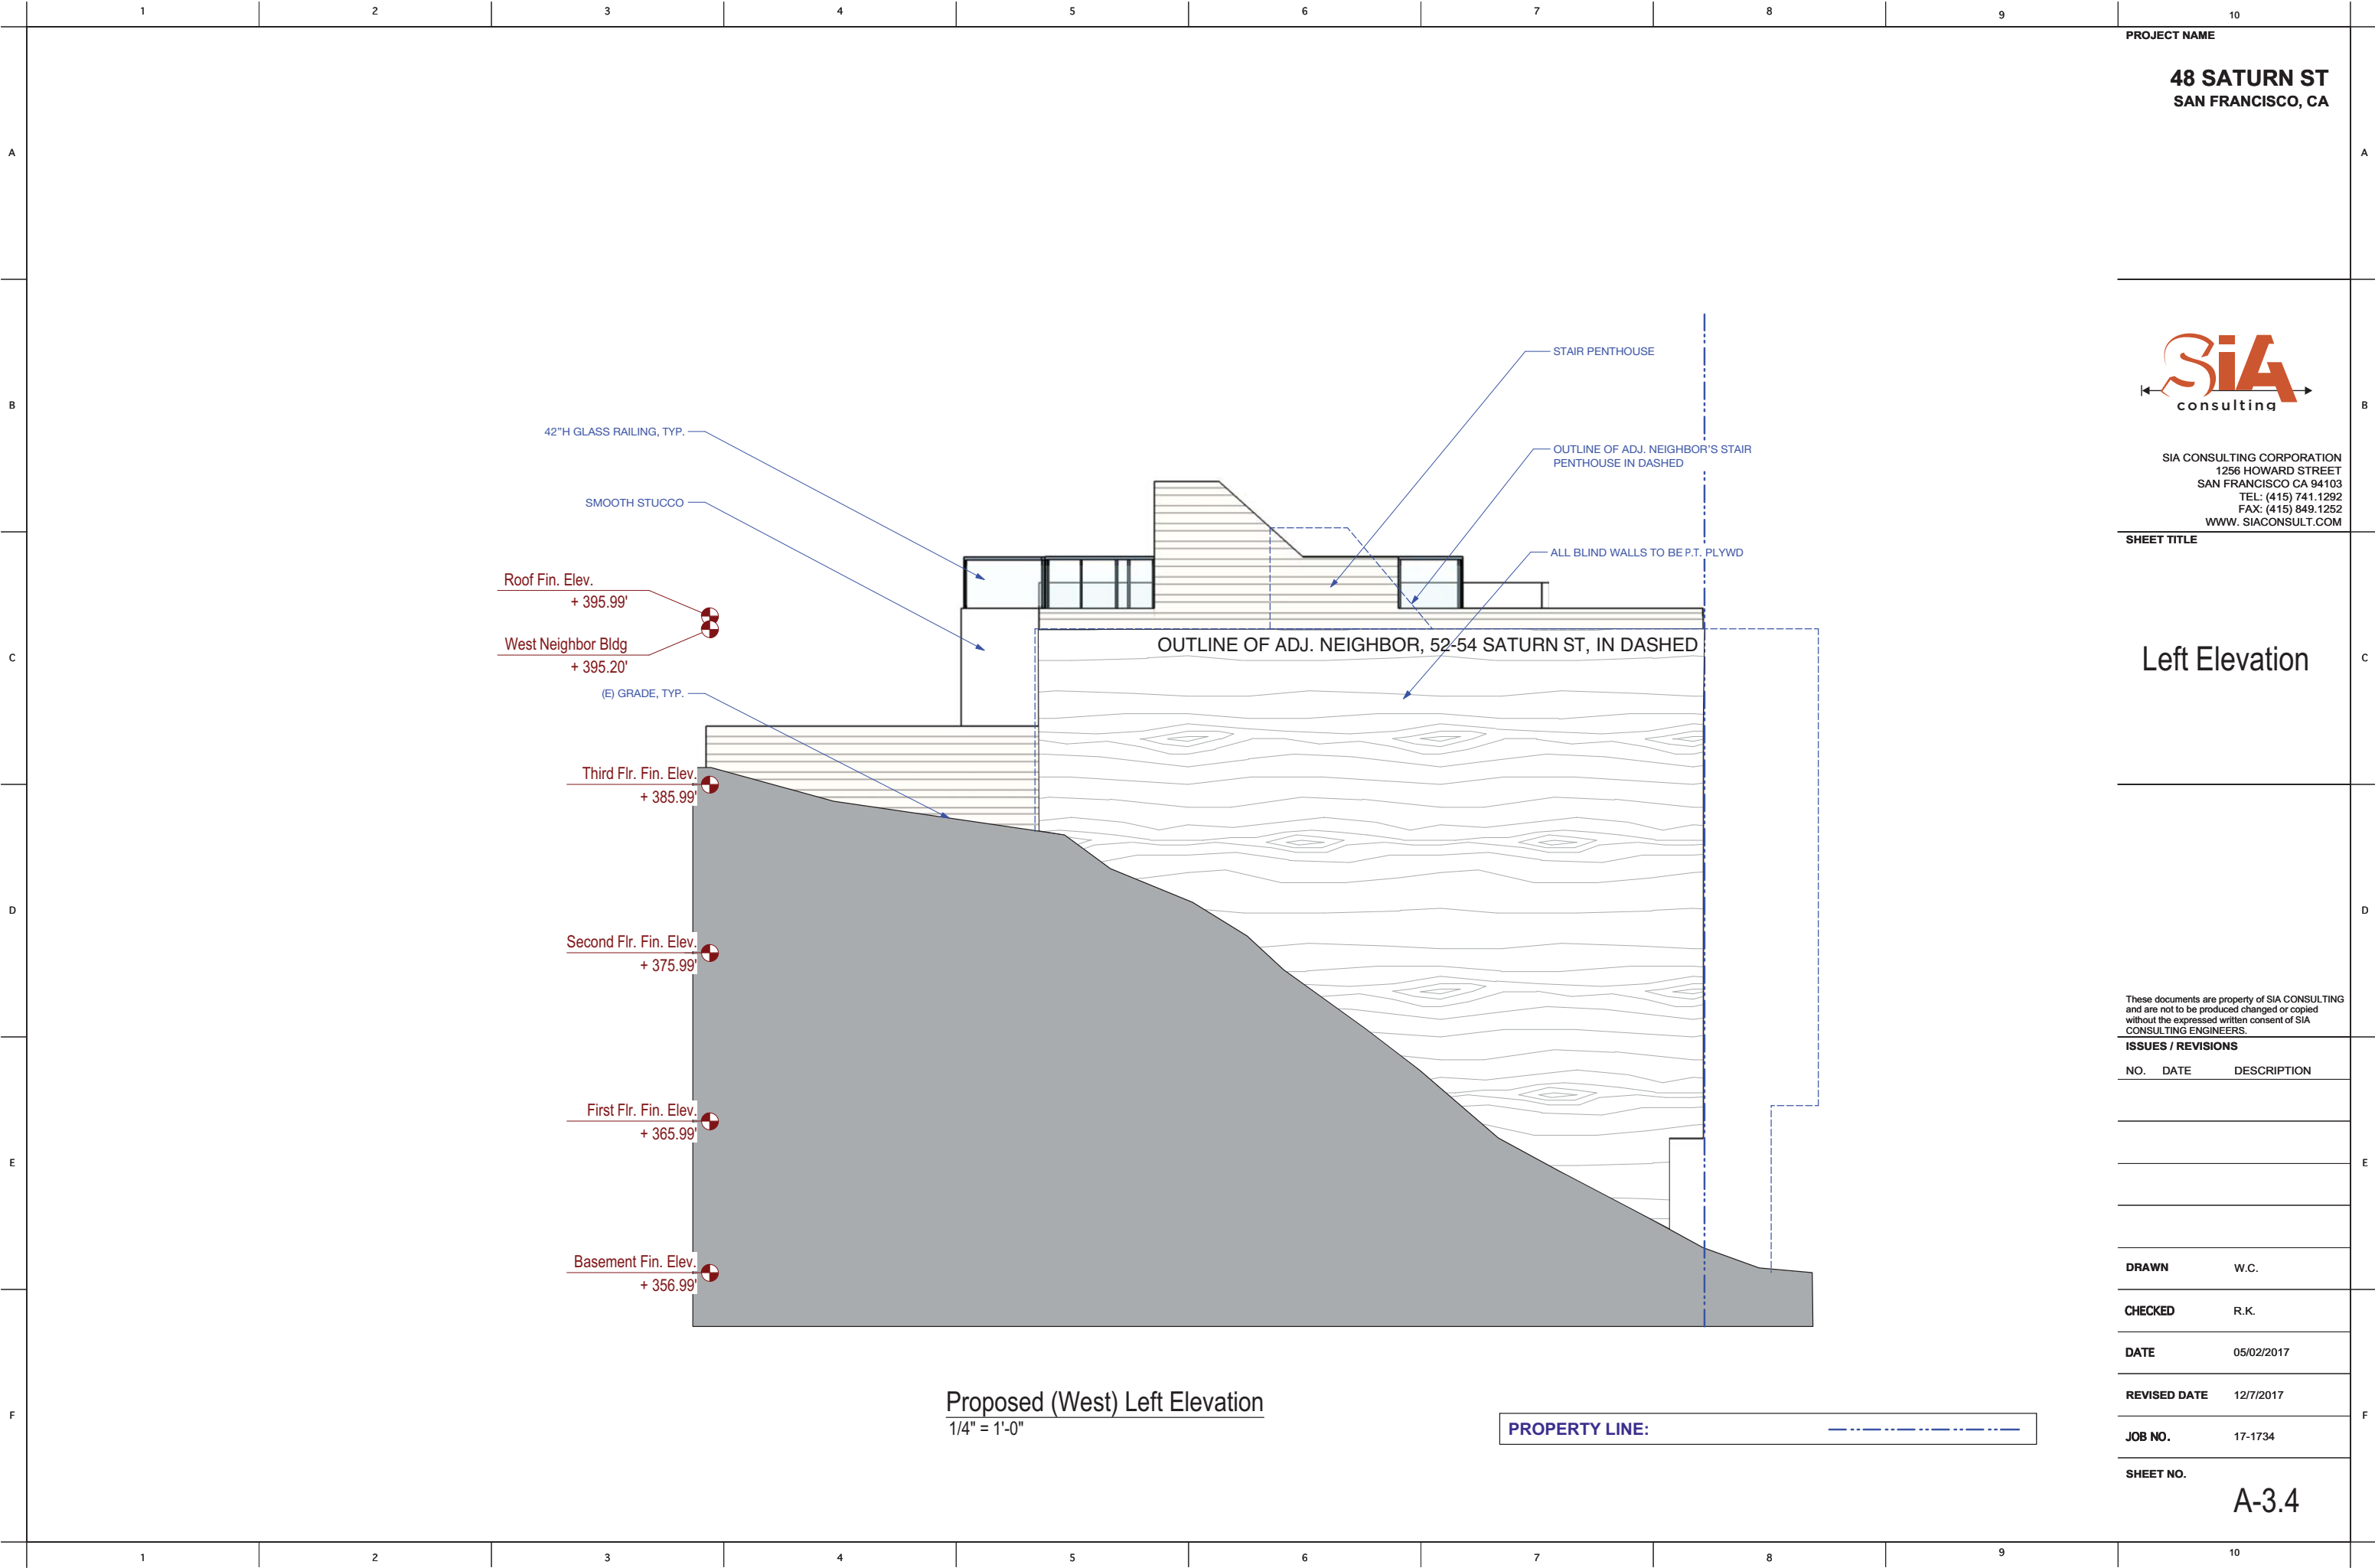 1 2 3 4 5 6 7 8 9 10
A
B
C
D
E
F
STAIR PENTHOUSE
42"H GLASS RAILING, TYP.
OUTLINE OF ADJ. NEIGHBOR'S STAIR
PENTHOUSE IN DASHED
SMOOTH STUCCO
ALL BLIND WALLS TO BE P.T. PLYWD
Roof Fin. Elev.
+ 395.99'
West Neighbor Bldg
+ 395.20'
OUTLINE OF ADJ. NEIGHBOR, 52-54 SATURN ST, IN DASHED
(E) GRADE, TYP.
Third Flr. Fin. Elev.
+ 385.99'
Second Flr. Fin. Elev.
+ 375.99'
First Flr. Fin. Elev.
+ 365.99'
Basement Fin. Elev.
+ 356.99'
Proposed (West) Left Elevation
1/4" = 1'-0"
PROPERTY LINE:
PROJECT NAME
48 SATURN ST
SAN FRANCISCO, CA
SiA
consulting
SIA CONSULTING CORPORATION
1256 HOWARD STREET
SAN FRANCISCO CA 94103
TEL: (415) 741.1292
FAX: (415) 849.1252
WWW. SIACONSULT.COM
SHEET TITLE
Left Elevation
These documents are property of SIA CONSULTING
and are not to be produced changed or copied
without the expressed written consent of SIA
CONSULTING ENGINEERS.
ISSUES / REVISIONS
NO. DATE DESCRIPTION
DRAWN W.C.
CHECKED R.K.
DATE 05/02/2017
REVISED DATE 12/7/2017
JOB NO. 17-1734
SHEET NO.
A-3.4
A
B
C
D
E
F
1 2 3 4 5 6 7 8 9 10